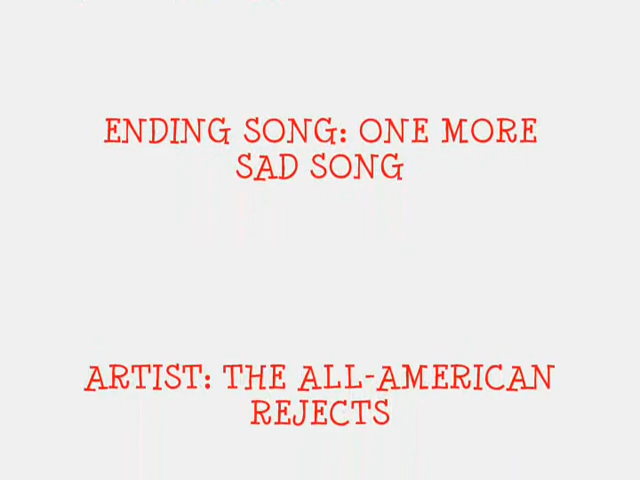 ENDING SONG: ONE MORE
SAD SONG
ARTIST: THE ALL-AMERICAN
REJECTS